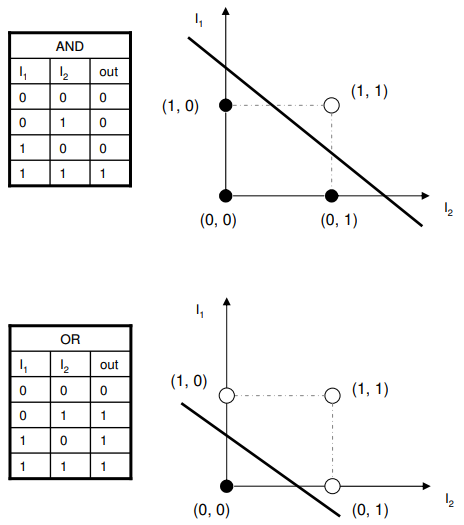 AND
I1 I2 out
0 0 0
0 1 0
1 0 0
1 1 1
I1
(1, 0)
(1, 1)
(0, 0)
(0, 1)
I2
OR
I1 I2 out
0 0 0
0 1 1
1 0 1
1 1 1
I1
(1, 0)
(1, 1)
(0, 0)
(0, 1)
I2